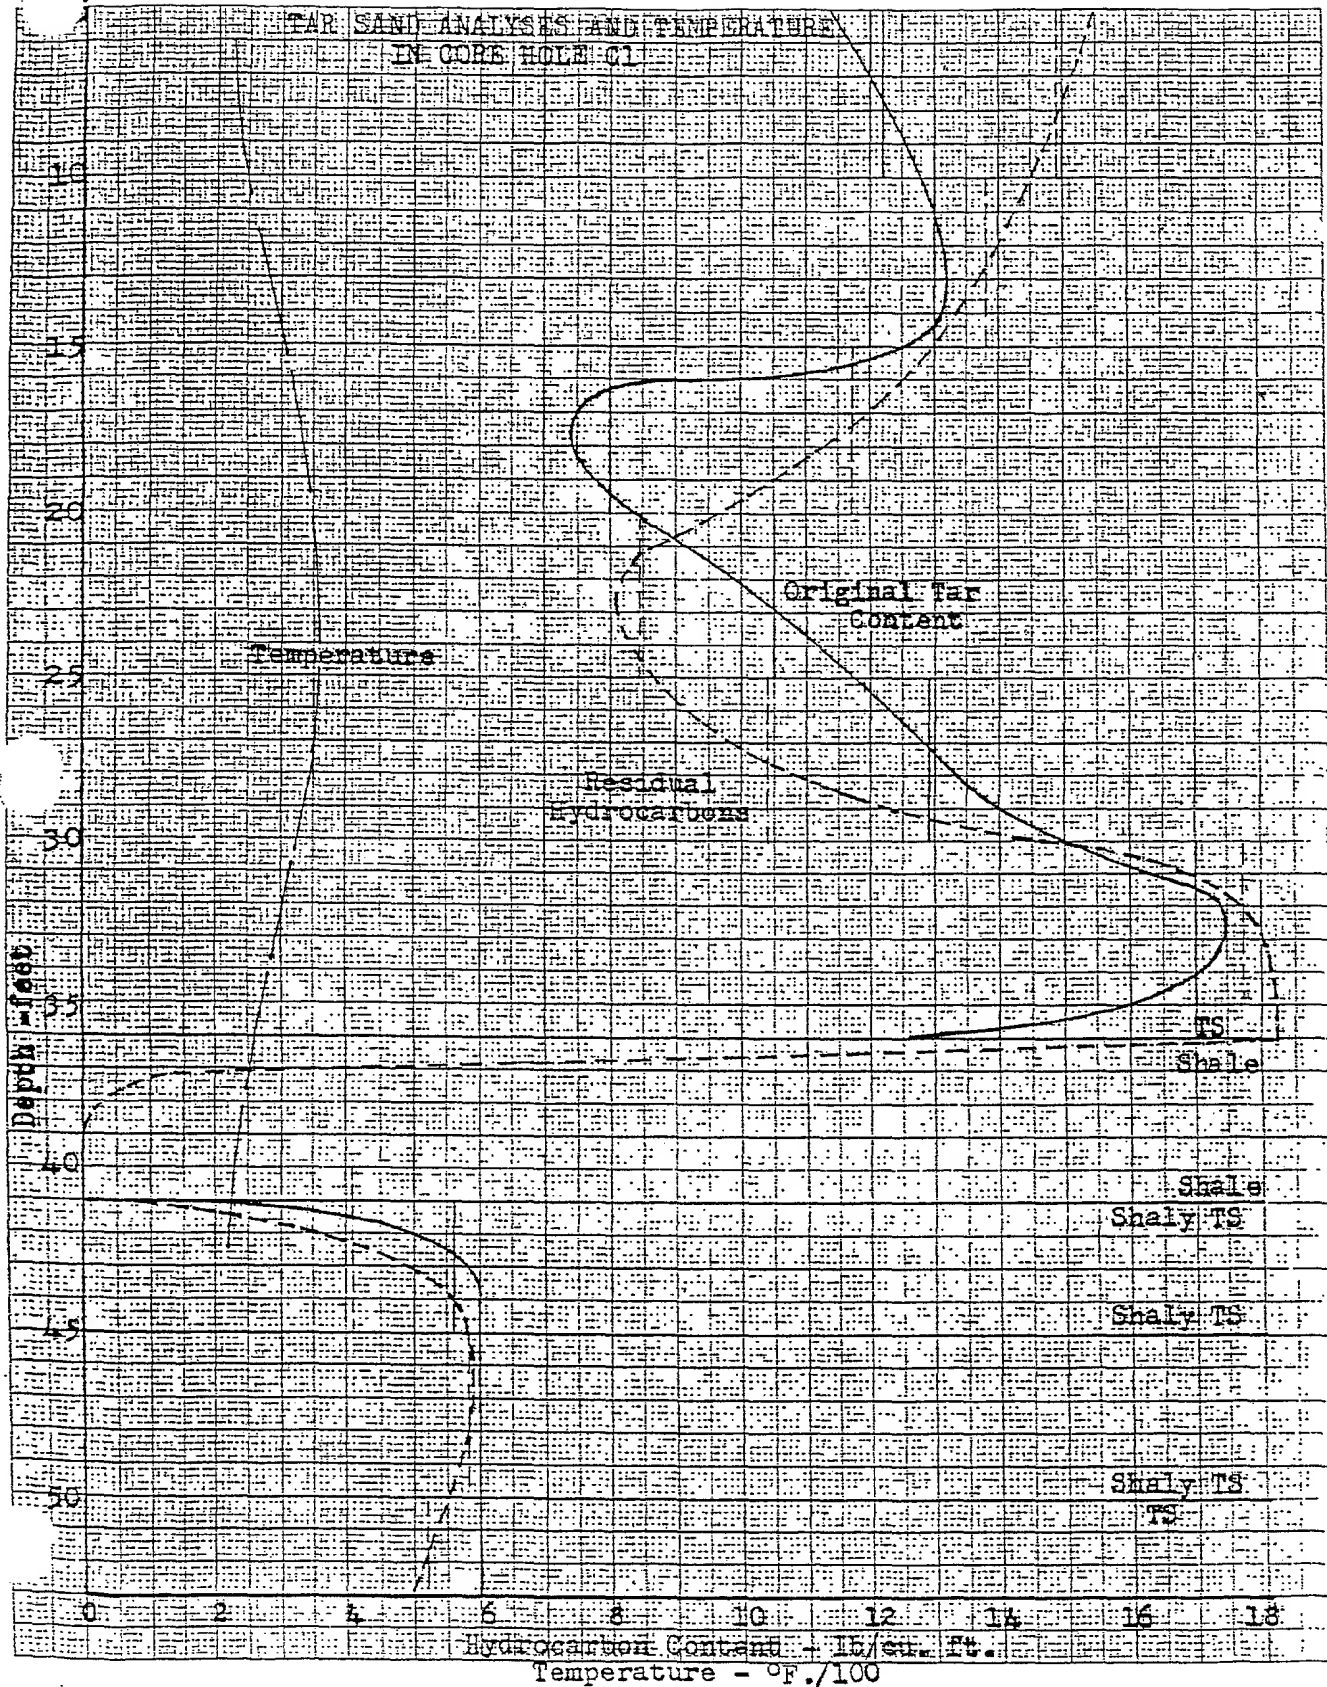 TAR SAND ANALYSES AND TEMPERATURE
IN CORE HOLE C1
10
15
20
Original Tar
Content
Temperature
25
Residual
Hydrocarbons
30
Depth - feet
35
TS
Shale
40
Shale
Shaly TS
45
Shaly TS
50
Shaly TS
TS
0 2 4 6 8 10 12 14 16 18
Hydrocarbon Content - lb/cu. ft.
Temperature - °F./100